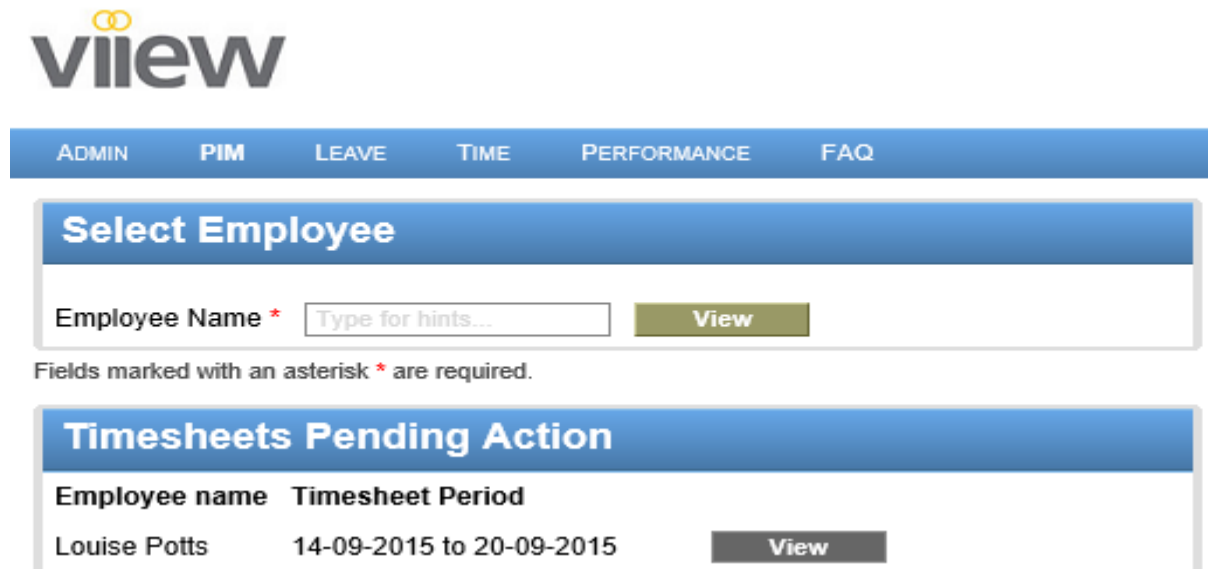 viiew
ADMIN PIM LEAVE TIME PERFORMANCE FAQ
Select Employee
Employee Name * Type for hints... View
Fields marked with an asterisk * are required.
Timesheets Pending Action
Employee name Timesheet Period
Louise Potts 14-09-2015 to 20-09-2015 View